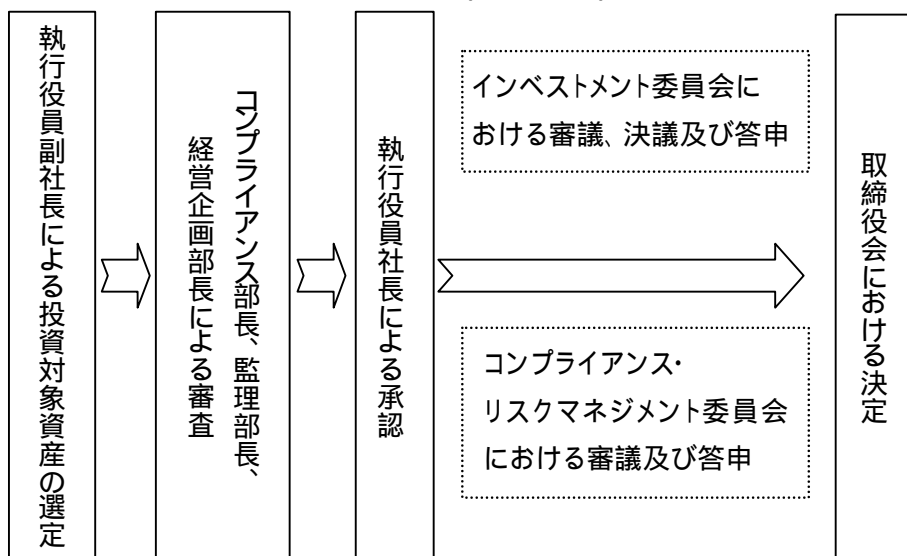 執行役員副社長による投資対象資産の選定
コンプライアンス部長、監理部長、
経営企画部長による審査
執行役員社長による承認
インベストメント委員会に
おける審議、決議及び答申
コンプライアンス・
リスクマネジメント委員会
における審議及び答申
取締役会における決定